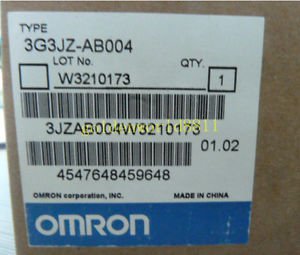 TYPE
3G3JZ-AB004
LOT No. QTY.
W3210173 1
3JZAB004W3210173
01.02
4547648459648
OMRON corporation, INC. MADE IN CHINA
OMRON